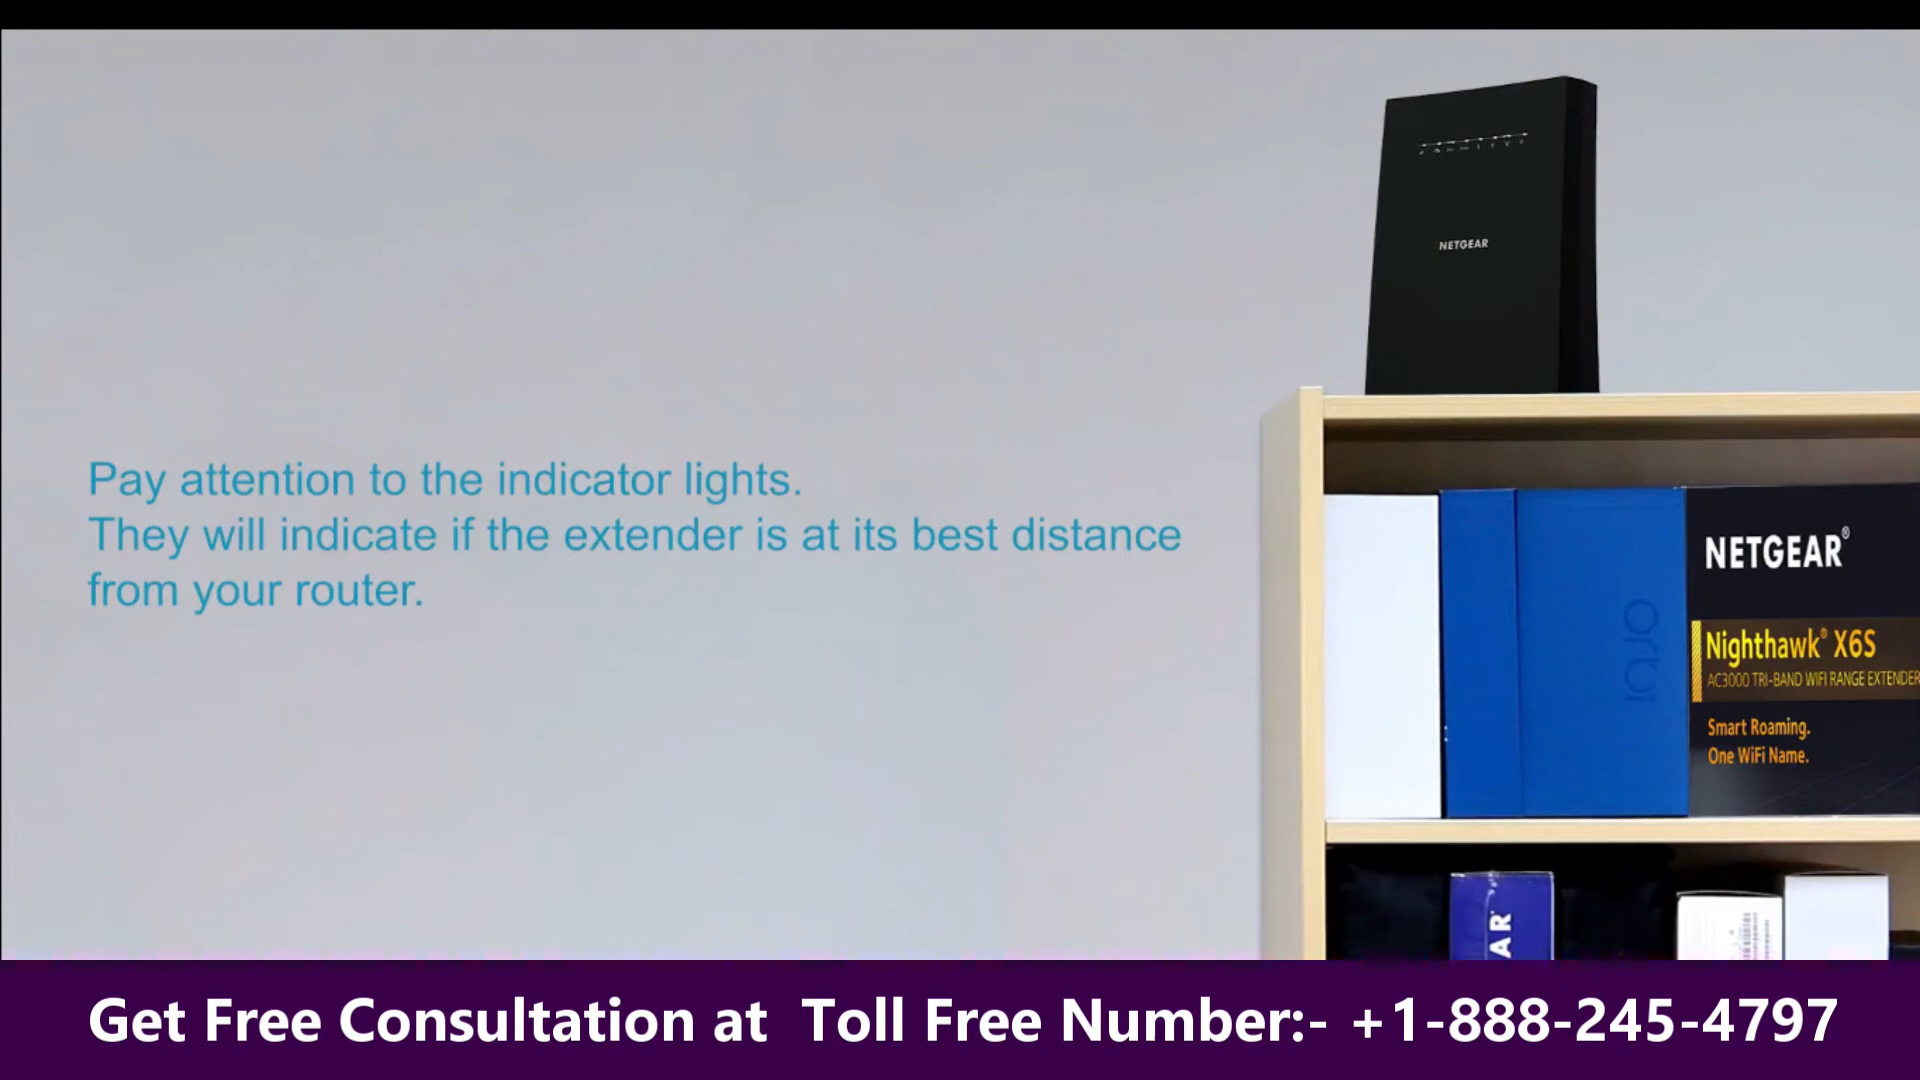 NETGEAR
Pay attention to the indicator lights.
They will indicate if the extender is at its best distance
from your router.
NETGEAR®
Nighthawk® X6S
AC3000 TRI-BAND WIFI RANGE EXTENDER
Smart Roaming.
One WiFi Name.
orbi
AR
Get Free Consultation at Toll Free Number:- +1-888-245-4797